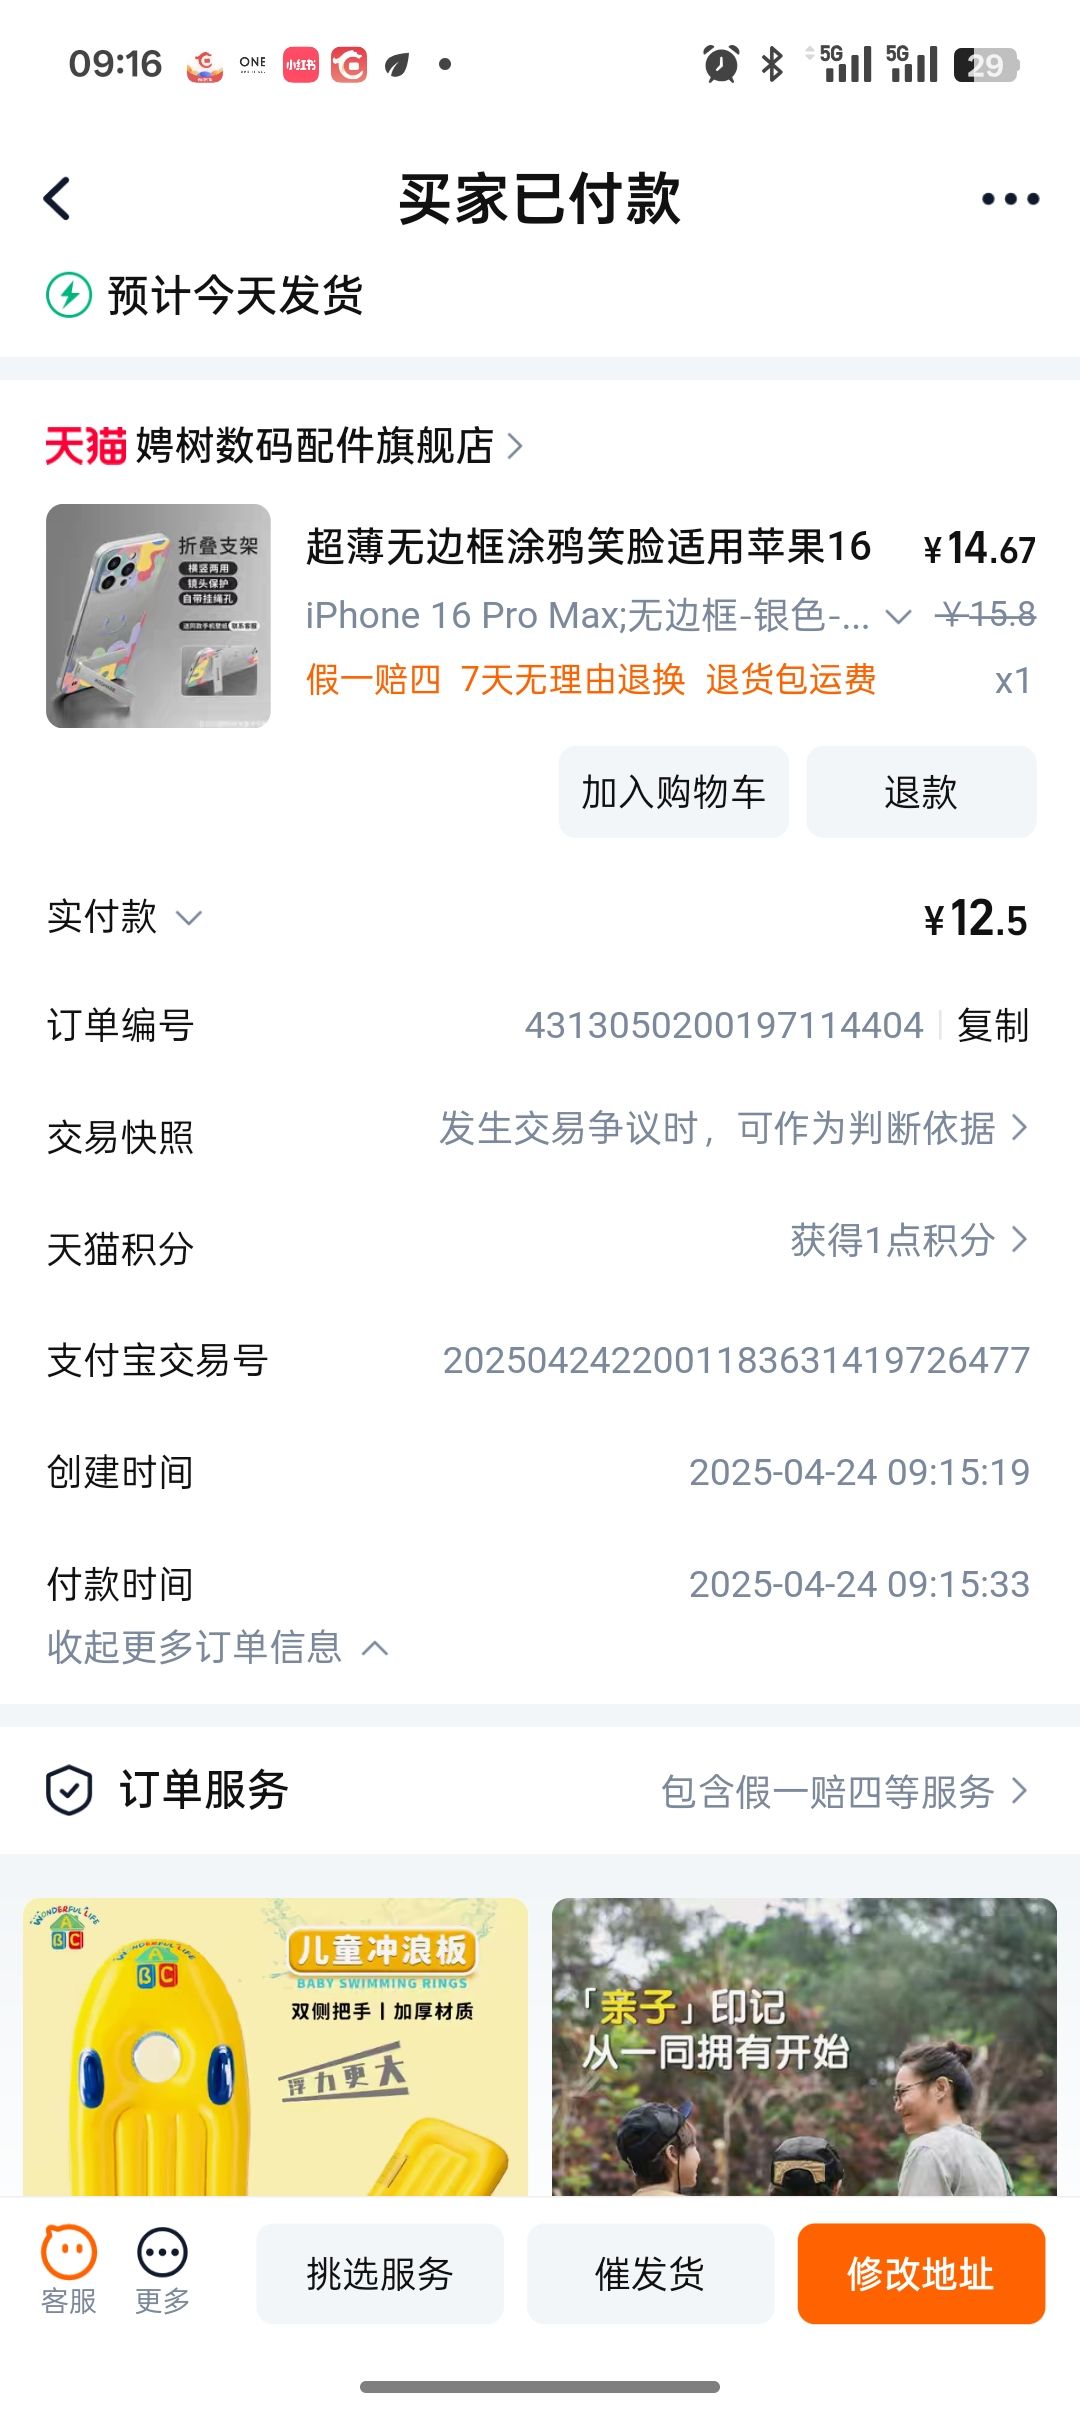 09:16
ONE
小红书
5G
5G
29
买家已付款
预计今天发货
天猫 娉树数码配件旗舰店
折叠支架
横竖两用
镜头保护
自带挂绳孔
超薄无边框涂鸦笑脸适用苹果16 ¥14.67
iPhone 16 Pro Max;无边框-银色-... ¥15.8
假一赔四 7天无理由退换 退货包运费 x1
加入购物车
退款
实付款 ¥12.5
订单编号 4313050200197114404 复制
交易快照 发生交易争议时，可作为判断依据
天猫积分 获得1点积分
支付宝交易号 2025042422001183631419726477
创建时间 2025-04-24 09:15:19
付款时间 2025-04-24 09:15:33
收起更多订单信息
订单服务 包含假一赔四等服务
WONDERFUL LIFE
A
B C
WONDERFUL LIFE
A
B C
儿童冲浪板
BABY SWIMMING RINGS
双侧把手 | 加厚材质
浮力更大
「亲子」印记
从一同拥有开始
客服
更多
挑选服务
催发货
修改地址